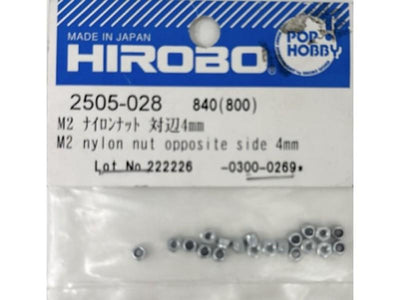 MADE IN JAPAN
HIROBO
POP
HOBBY
2505-028 840(800)
M2 ナイロンナット 対辺4mm
M2 nylon nut opposite side 4mm
Lot No 222226 -0300-0269*